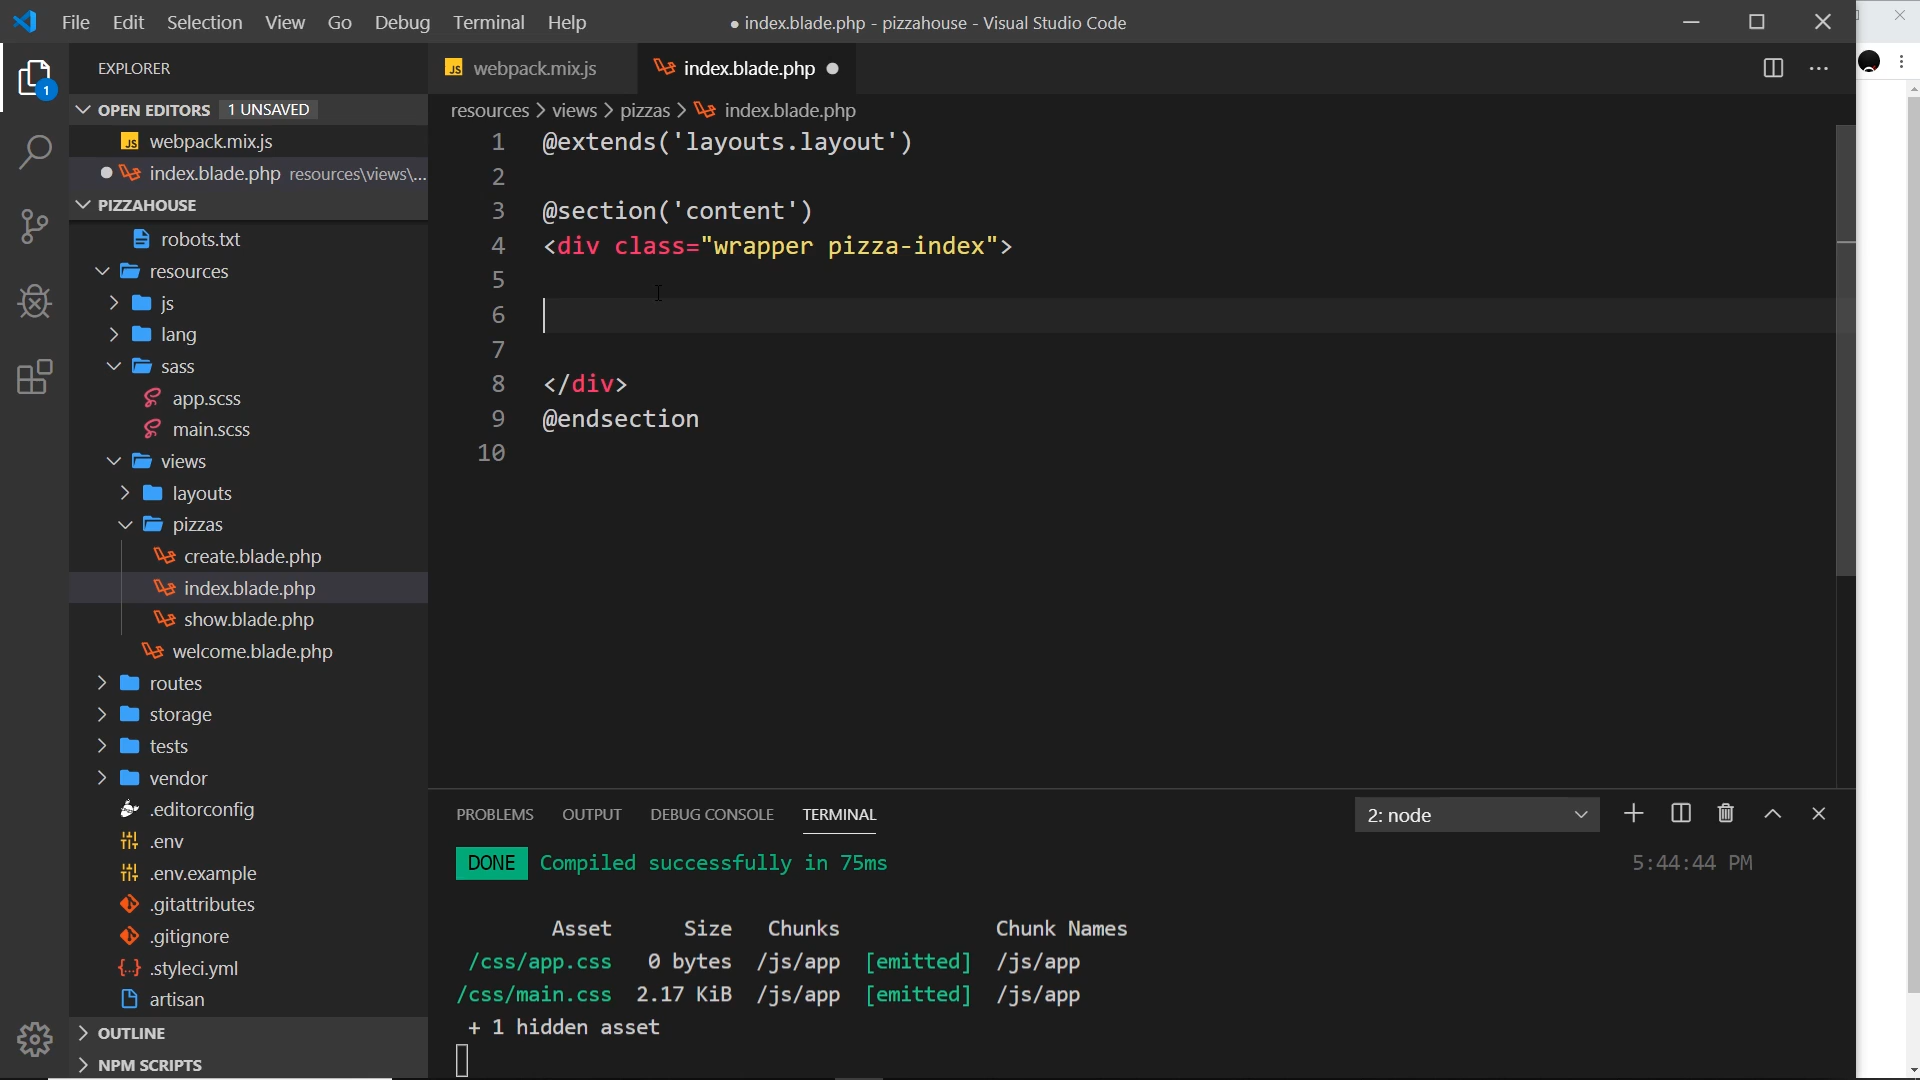 File Edit Selection View Go Debug Terminal Help
● index.blade.php - pizzahouse - Visual Studio Code
EXPLORER
OPEN EDITORS 1 UNSAVED
JS webpack.mix.js
index.blade.php resources\views\...
PIZZAHOUSE
robots.txt
resources
js
lang
sass
app.scss
main.scss
views
layouts
pizzas
create.blade.php
index.blade.php
show.blade.php
welcome.blade.php
routes
storage
tests
vendor
.editorconfig
.env
.env.example
.gitattributes
.gitignore
.styleci.yml
artisan
OUTLINE
NPM SCRIPTS
1
JS webpack.mix.js
index.blade.php
resources > views > pizzas > index.blade.php
1 @extends('layouts.layout')
2
3 @section('content')
4 <div class="wrapper pizza-index">
5
6
7
8 </div>
9 @endsection
10
PROBLEMS OUTPUT DEBUG CONSOLE TERMINAL
2: node
DONE Compiled successfully in 75ms 5:44:44 PM
Asset Size Chunks Chunk Names
/css/app.css 0 bytes /js/app [emitted] /js/app
/css/main.css 2.17 KiB /js/app [emitted] /js/app
+ 1 hidden asset